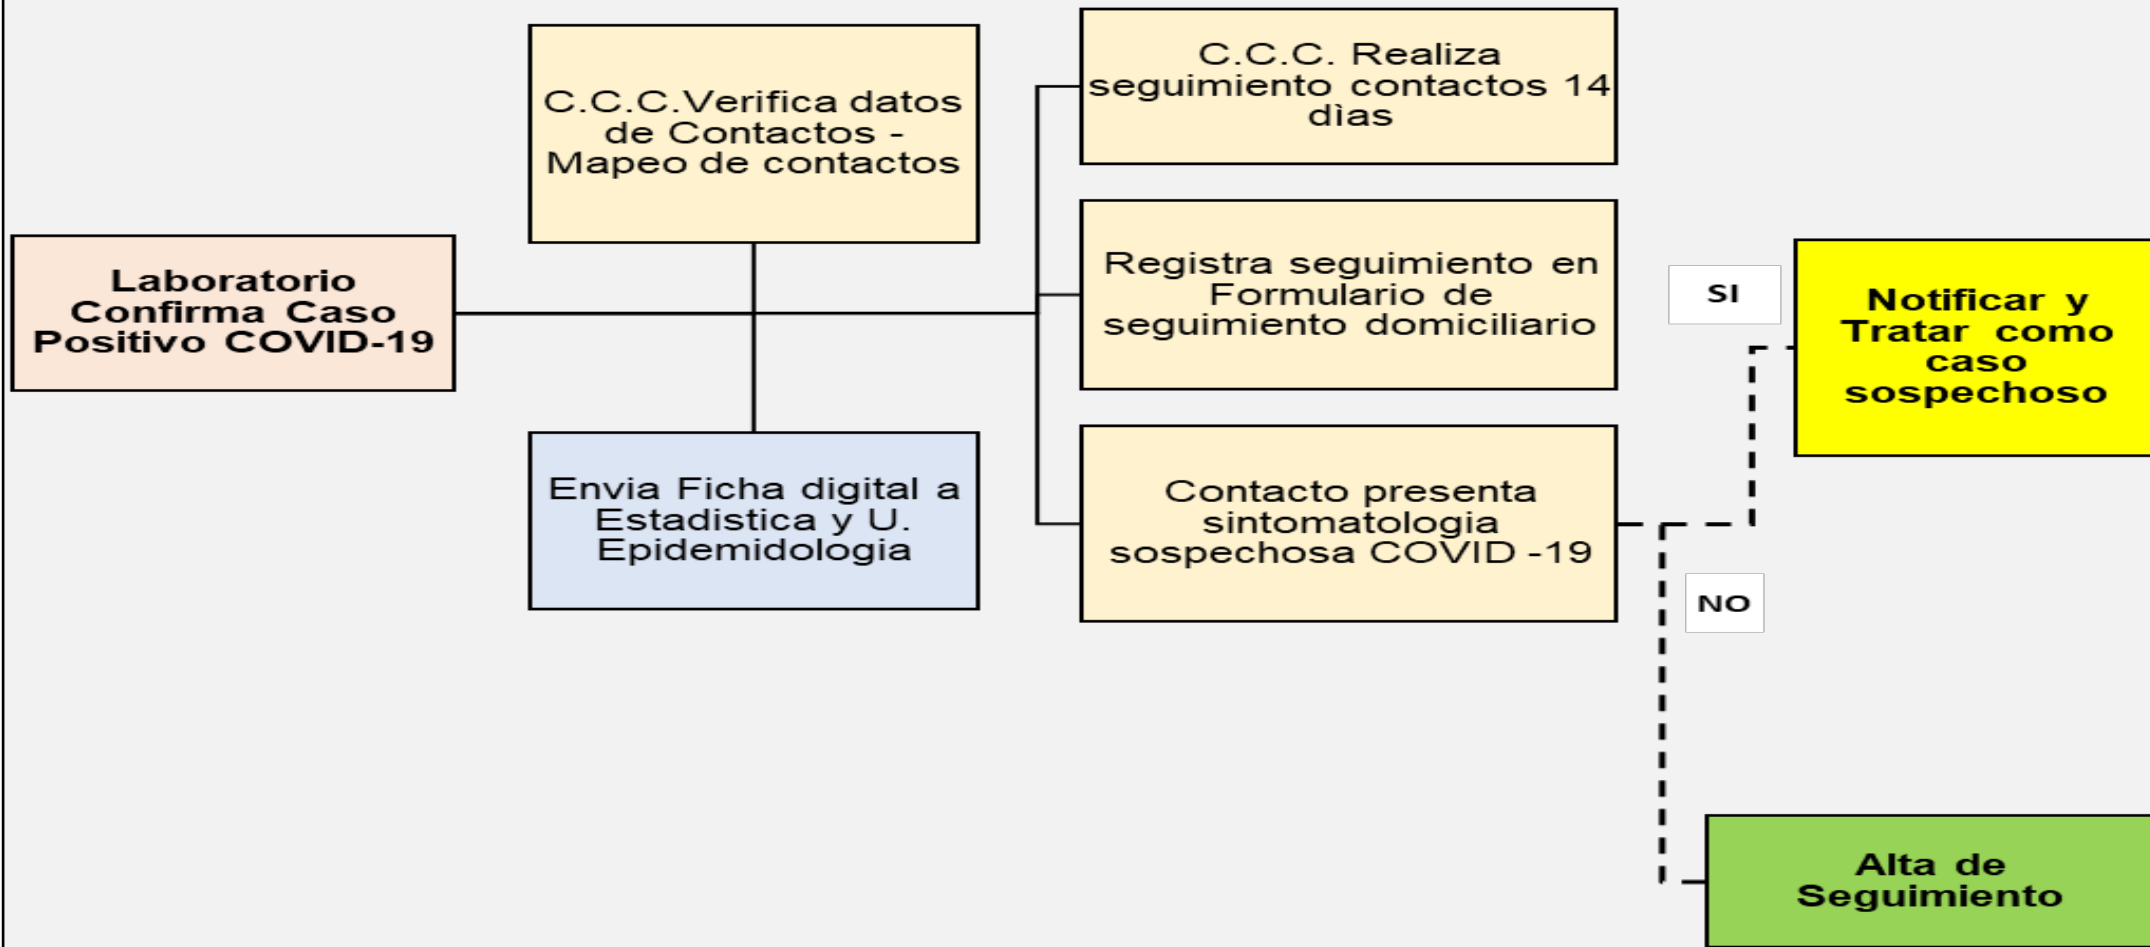 Laboratorio
Confirma Caso
Positivo COVID-19
C.C.C.Verifica datos
de Contactos -
Mapeo de contactos
Envia Ficha digital a
Estadistica y U.
Epidemidologia
C.C.C. Realiza
seguimiento contactos 14
dìas
Registra seguimiento en
Formulario de
seguimiento domiciliario
Contacto presenta
sintomatologia
sospechosa COVID -19
SI
Notificar y
Tratar como
caso
sospechoso
NO
Alta de
Seguimiento